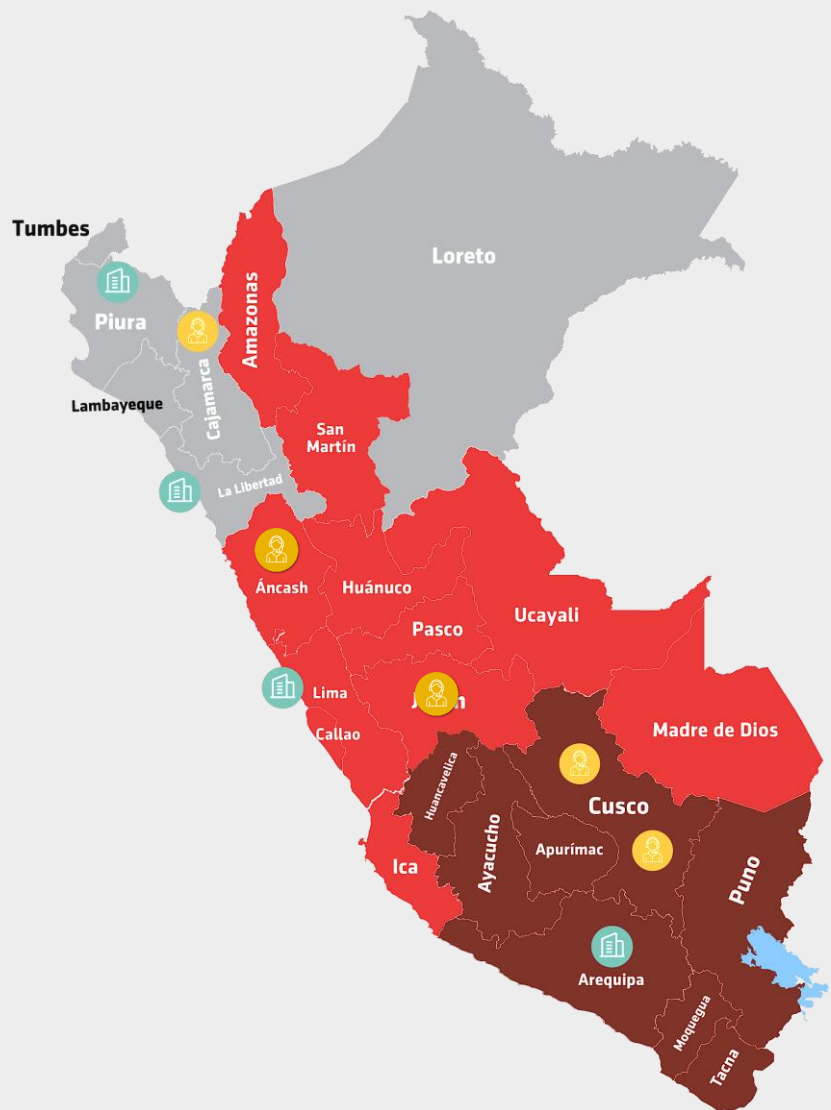 Tumbes
Loreto
Piura
Amazonas
Cajamarca
Lambayeque
San
Martín
La Libertad
Áncash
Huánuco
Ucayali
Pasco
Lima
Callao
Madre de Dios
Huancavelica
Cusco
Ayacucho
Apurímac
Ica
Puno
Arequipa
Moquegua
Tacna